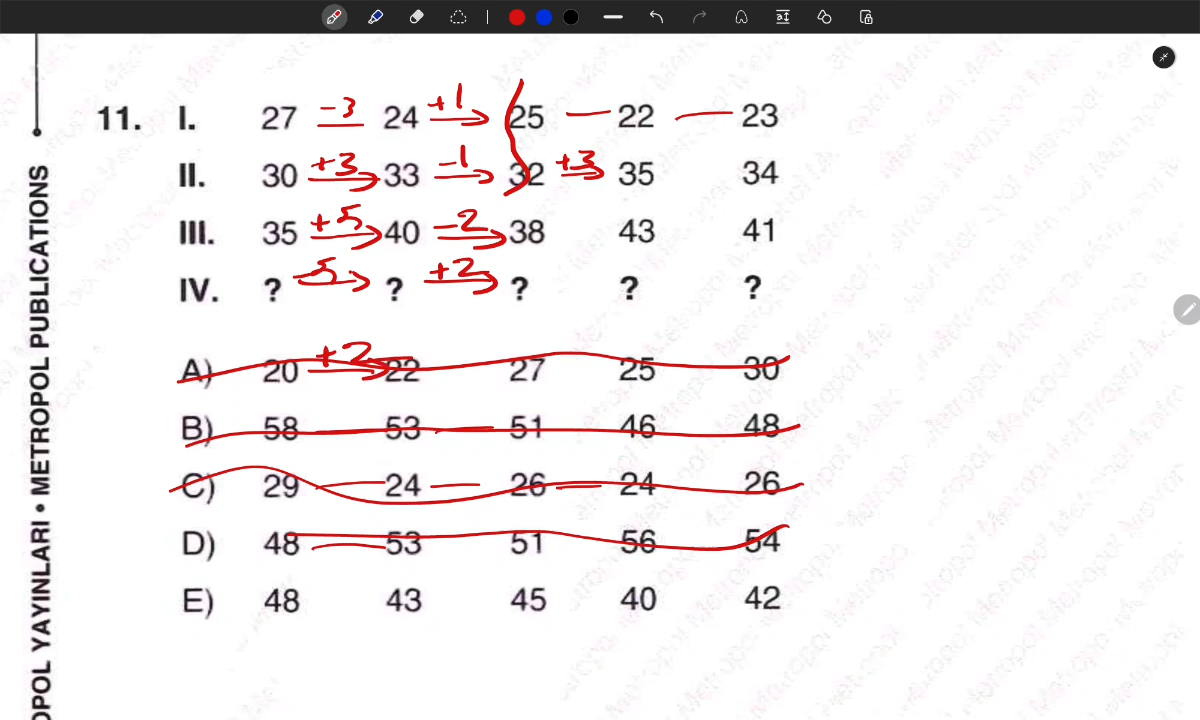 11. I. 27 -3 24 +1 25 22 23
II. 30 +3 33 -1 32 +3 35 34
III. 35 +5 40 -2 38 43 41
IV. ? -5 ? +2 ? ? ?
A) 20 +2 22 27 25 30
B) 58 53 51 46 48
C) 29 24 26 24 26
D) 48 53 51 56 54
E) 48 43 45 40 42
OPOL YAYINLARI • METROPOL PUBLICATIONS